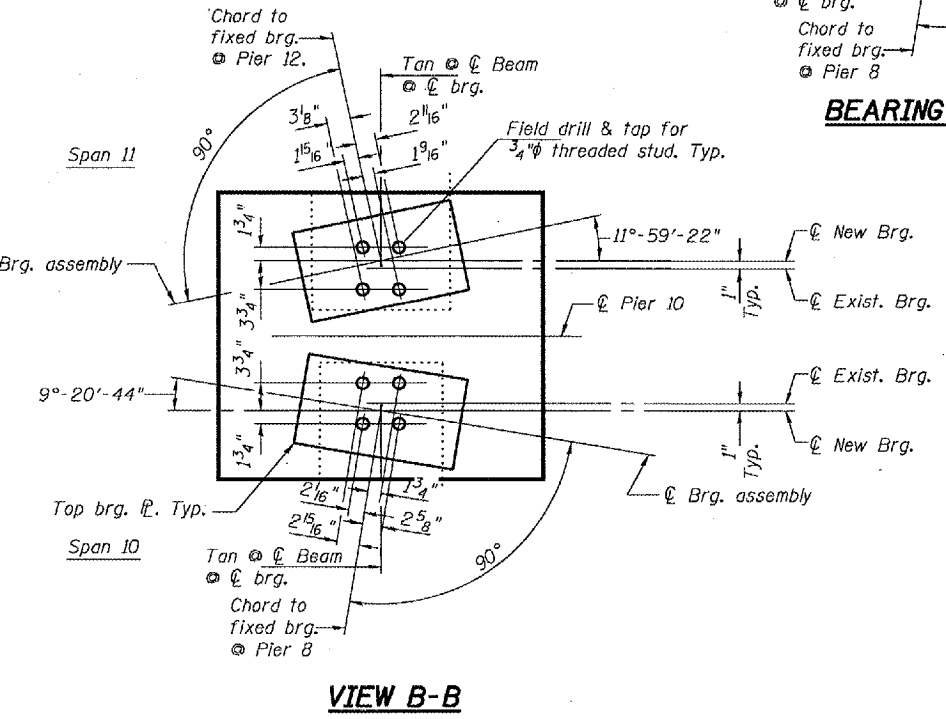 Chord to
fixed brg.
@ Pier 12.
Tan @ ℄ Beam
@ ℄ brg.
@ ℄ brg.
Chord to
fixed brg.
@ Pier 8
BEARING
3 1/8"
2 11/16"
1 15/16"
1 9/16"
Field drill & tap for
3/4"ϕ threaded stud. Typ.
90°
Span 11
1 3/4"
11°-59'-22"
℄ New Brg.
Brg. assembly
3 3/4"
1"
Typ.
℄ Exist. Brg.
℄ Pier 10
3 3/4"
9°-20'-44"
℄ Exist. Brg.
1 3/4"
1"
Typ.
℄ New Brg.
℄ Brg. assembly
Top brg. ⅊. Typ.
1 3/4"
2 5/8"
2 15/16"
Span 10
Tan @ ℄ Beam
@ ℄ brg.
90°
Chord to
fixed brg.
@ Pier 8
VIEW B-B